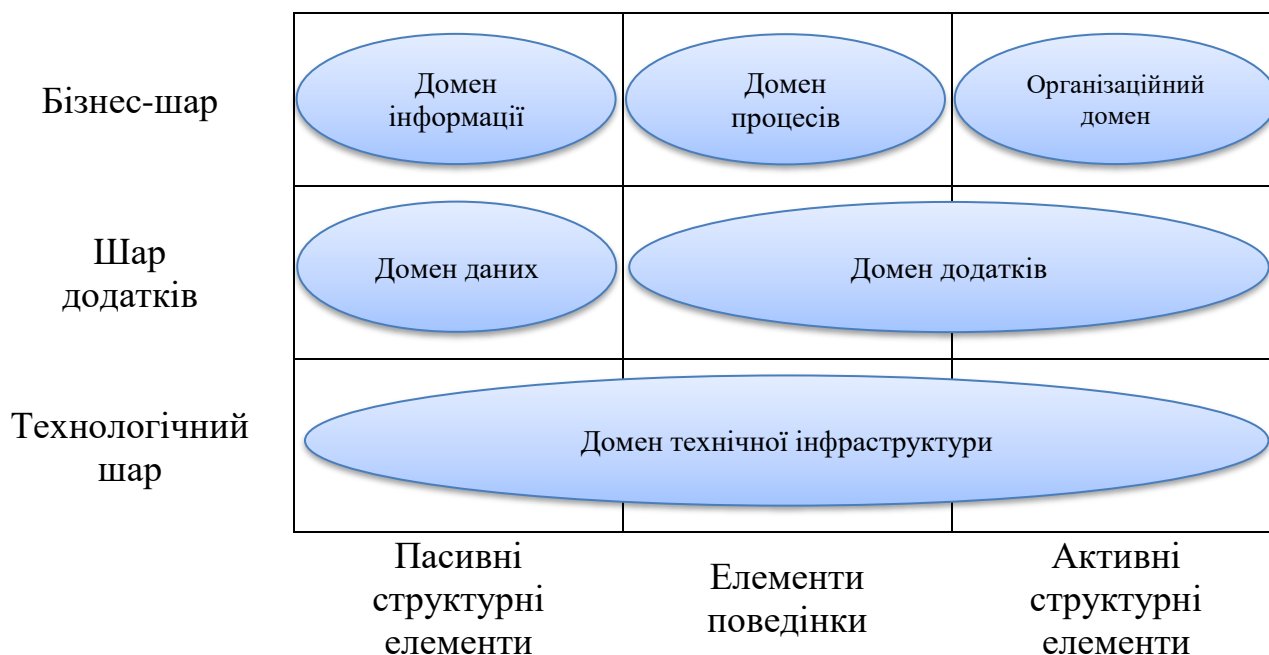 Бізнес-шар
Домен
інформації
Домен
процесів
Організаційний
домен
Шар
додатків
Домен даних
Домен додатків
Технологічний
шар
Домен технічної інфраструктури
Пасивні
структурні
елементи
Елементи
поведінки
Активні
структурні
елементи